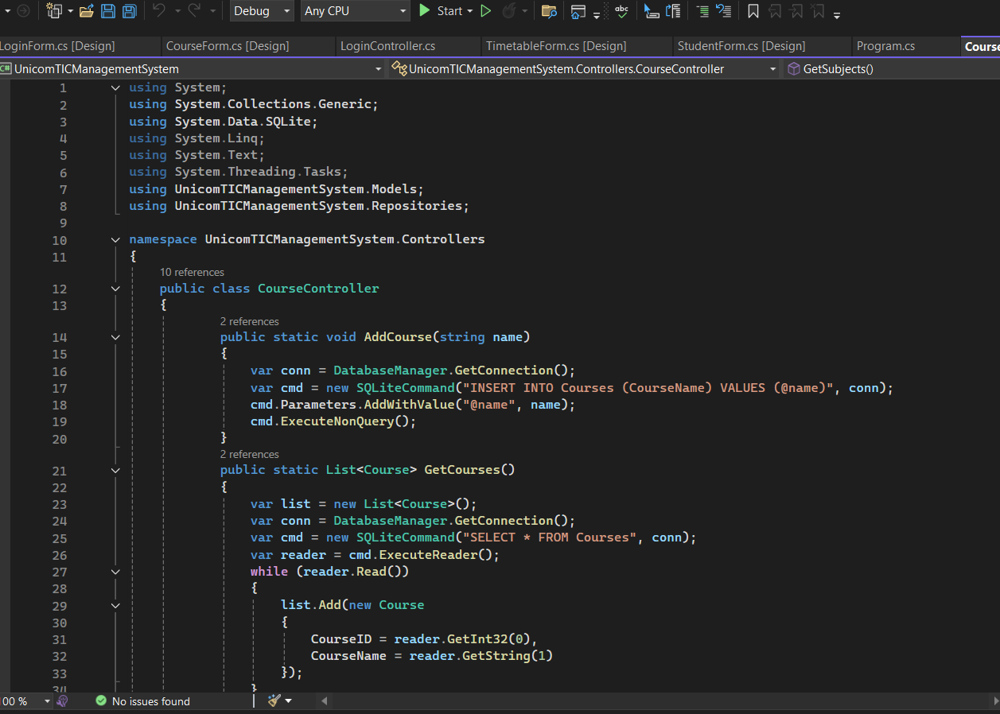 Debug Any CPU Start abc
LoginForm.cs [Design] CourseForm.cs [Design] LoginController.cs TimetableForm.cs [Design] StudentForm.cs [Design] Program.cs Course
C# UnicomTICManagementSystem UnicomTICManagementSystem.Controllers.CourseController GetSubjects()
1 using System;
2 using System.Collections.Generic;
3 using System.Data.SQLite;
4 using System.Linq;
5 using System.Text;
6 using System.Threading.Tasks;
7 using UnicomTICManagementSystem.Models;
8 using UnicomTICManagementSystem.Repositories;
9
10 namespace UnicomTICManagementSystem.Controllers
11 {
10 references
12 public class CourseController
13 {
2 references
14 public static void AddCourse(string name)
15 {
16 var conn = DatabaseManager.GetConnection();
17 var cmd = new SQLiteCommand("INSERT INTO Courses (CourseName) VALUES (@name)", conn);
18 cmd.Parameters.AddWithValue("@name", name);
19 cmd.ExecuteNonQuery();
20 }
2 references
21 public static List<Course> GetCourses()
22 {
23 var list = new List<Course>();
24 var conn = DatabaseManager.GetConnection();
25 var cmd = new SQLiteCommand("SELECT * FROM Courses", conn);
26 var reader = cmd.ExecuteReader();
27 while (reader.Read())
28 {
29 list.Add(new Course
30 {
31 CourseID = reader.GetInt32(0),
32 CourseName = reader.GetString(1)
33 });
34 }
00 % No issues found